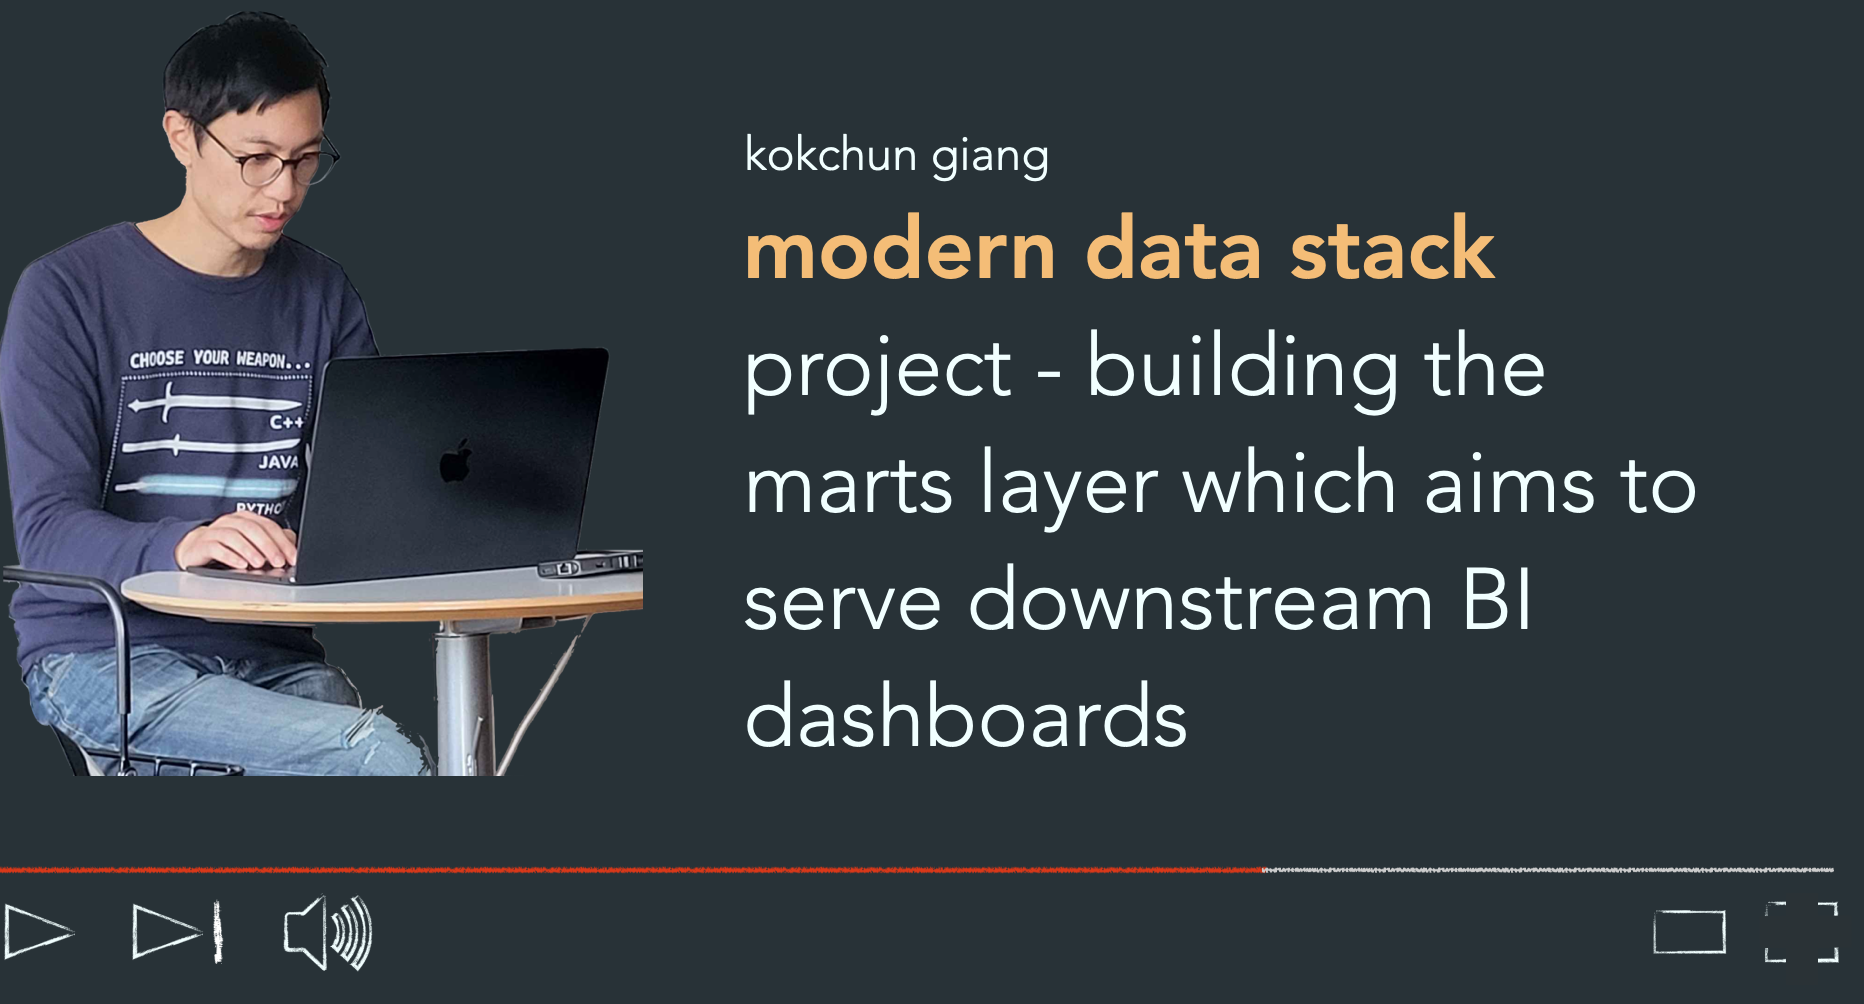 kokchun giang
modern data stack
project - building the
marts layer which aims to
serve downstream BI
dashboards
CHOOSE YOUR WEAPON...
C++
JAVA